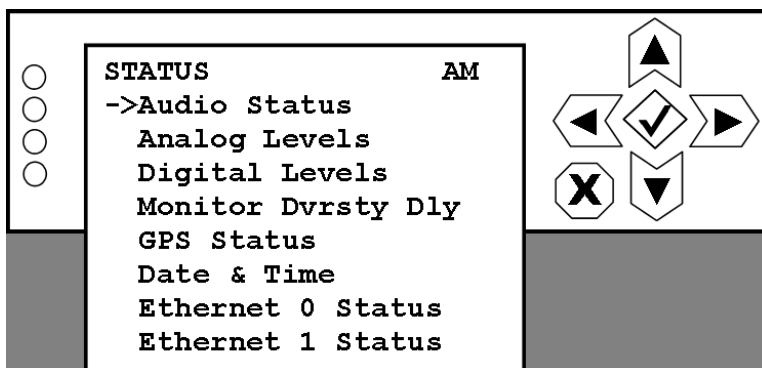 STATUS AM
->Audio Status
Analog Levels
Digital Levels
Monitor Dvrsty Dly
GPS Status
Date & Time
Ethernet 0 Status
Ethernet 1 Status